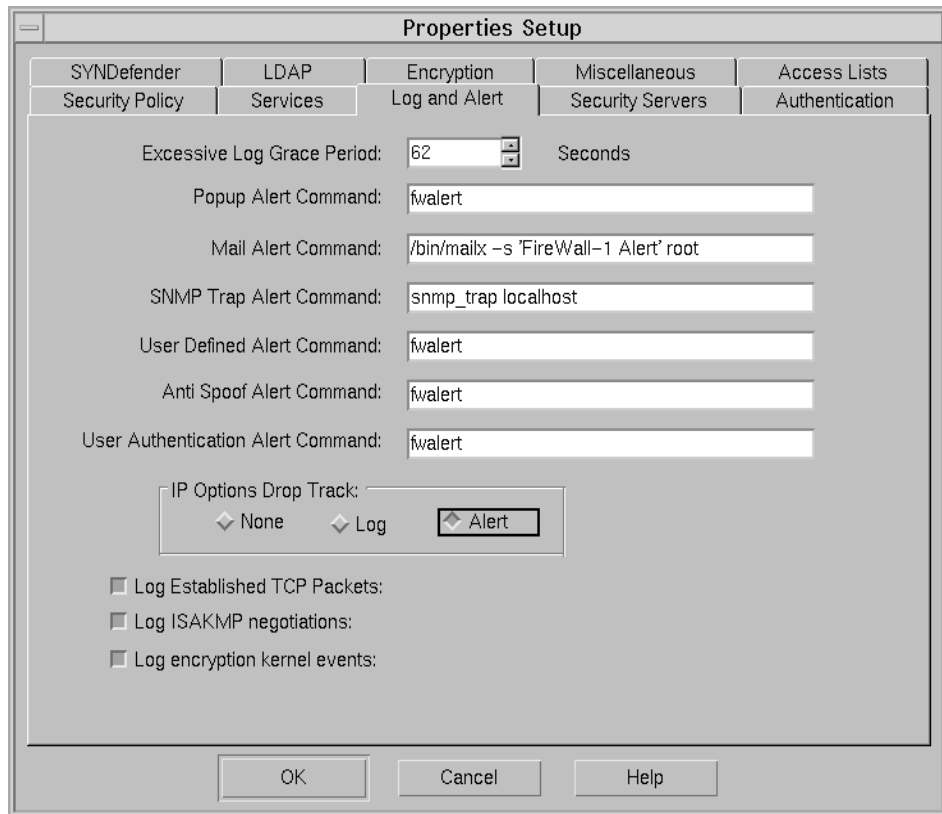 Properties Setup
SYNDefender LDAP Encryption Miscellaneous Access Lists
Security Policy Services Log and Alert Security Servers Authentication
Excessive Log Grace Period: 62 Seconds
Popup Alert Command: fwalert
Mail Alert Command: /bin/mailx –s 'FireWall–1 Alert' root
SNMP Trap Alert Command: snmp_trap localhost
User Defined Alert Command: fwalert
Anti Spoof Alert Command: fwalert
User Authentication Alert Command: fwalert
IP Options Drop Track:
None Log Alert
Log Established TCP Packets:
Log ISAKMP negotiations:
Log encryption kernel events:
OK Cancel Help